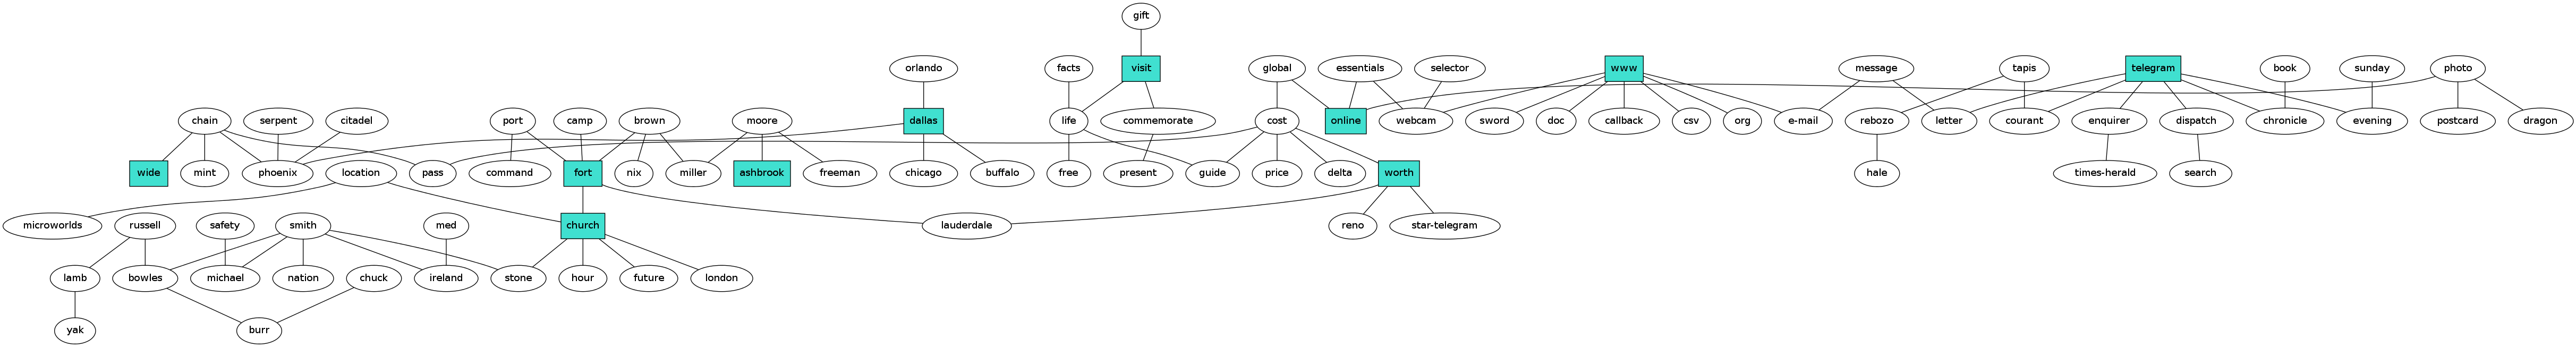 gift
orlando
facts
visit
global
essentials
selector
www
message
tapis
telegram
book
sunday
photo
chain
serpent
citadel
port
camp
brown
moore
dallas
life
commemorate
cost
online
webcam
sword
doc
callback
csv
org
e-mail
rebozo
letter
courant
enquirer
dispatch
chronicle
evening
postcard
dragon
wide
mint
phoenix
location
pass
command
fort
nix
miller
ashbrook
freeman
chicago
buffalo
free
present
guide
price
delta
worth
hale
times-herald
search
microworlds
russell
safety
smith
med
church
lauderdale
reno
star-telegram
lamb
bowles
michael
nation
chuck
ireland
stone
hour
future
london
yak
burr